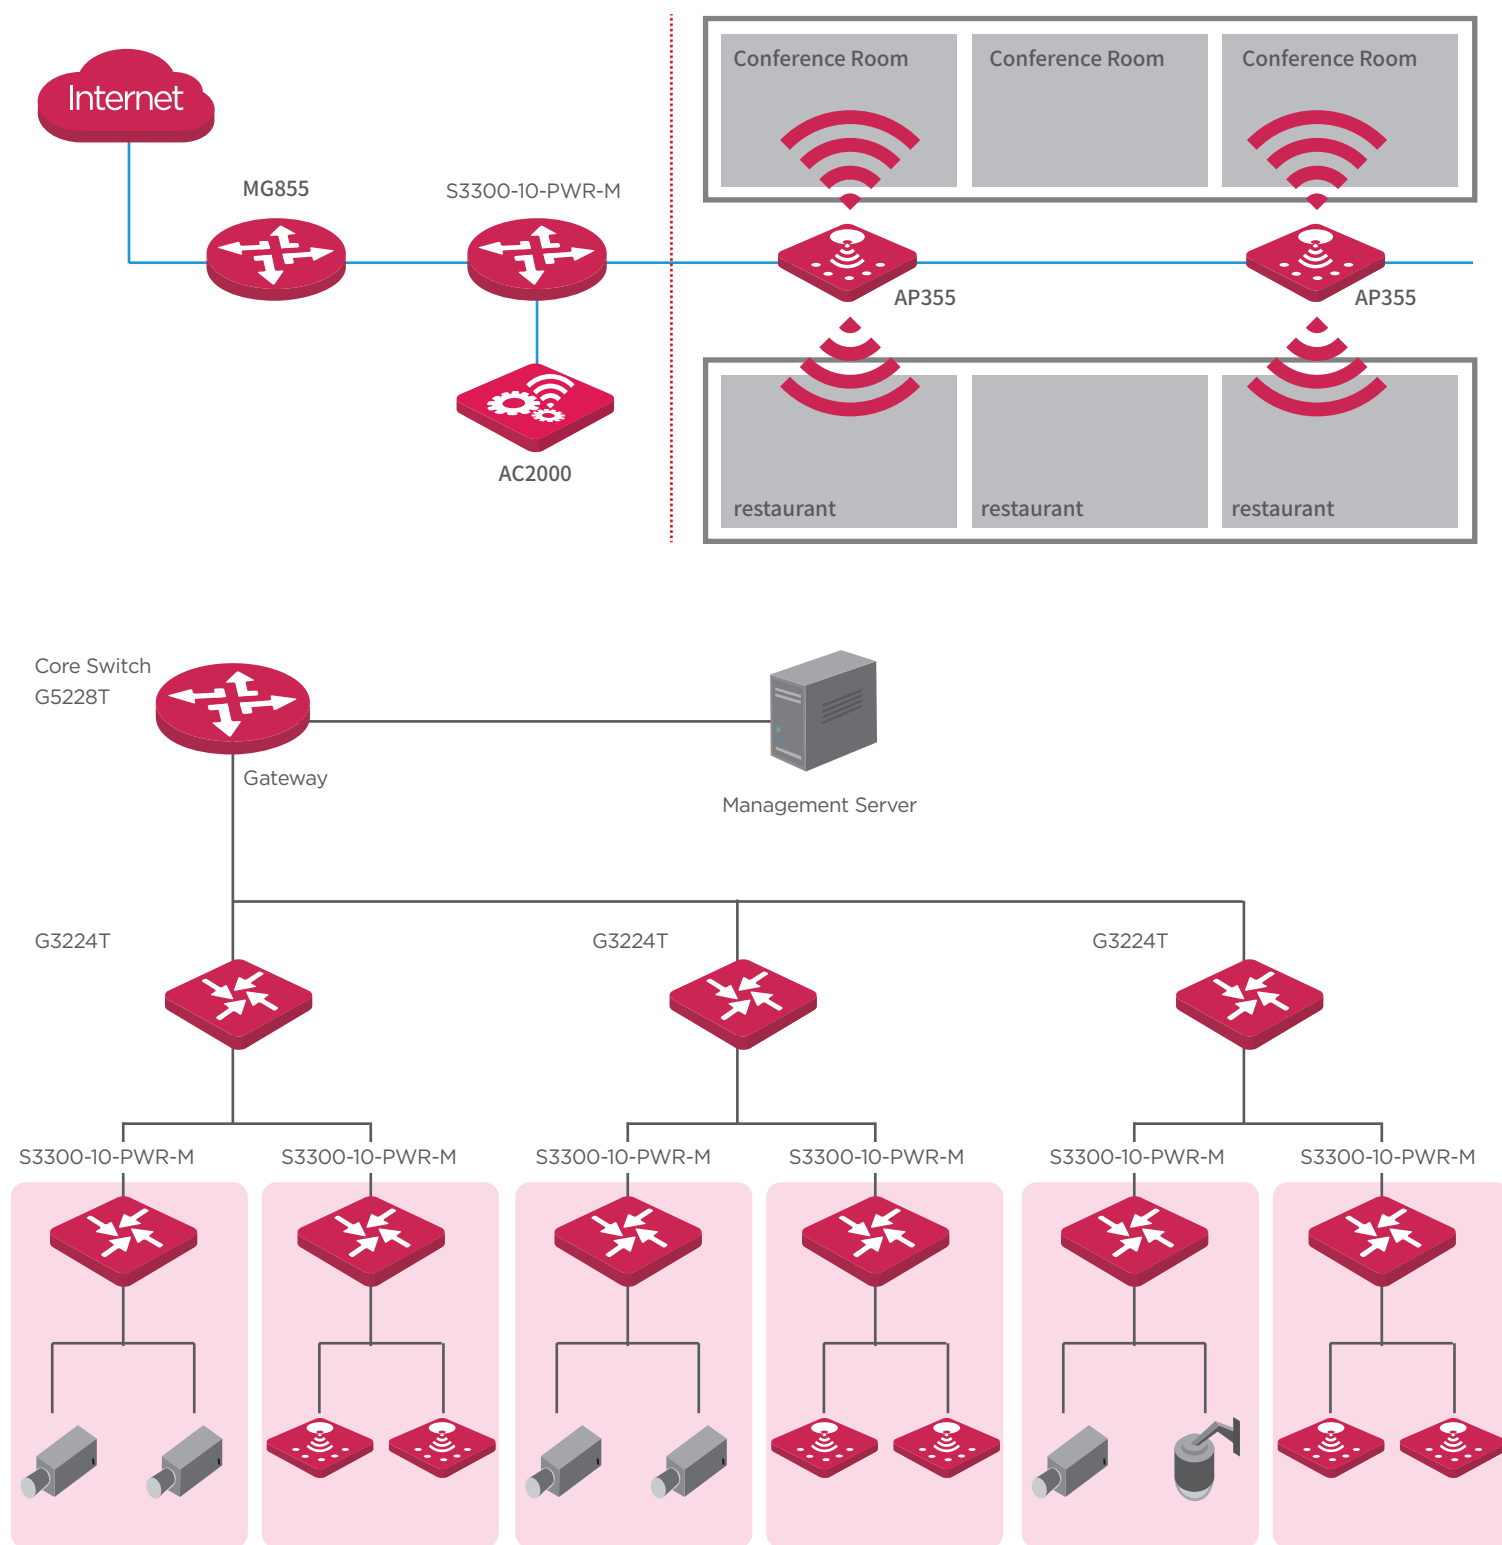 Conference Room
Conference Room
Conference Room
Internet
MG855
S3300-10-PWR-M
AP355
AP355
AC2000
restaurant
restaurant
restaurant
Core Switch
G5228T
Gateway
Management Server
G3224T
G3224T
G3224T
S3300-10-PWR-M
S3300-10-PWR-M
S3300-10-PWR-M
S3300-10-PWR-M
S3300-10-PWR-M
S3300-10-PWR-M